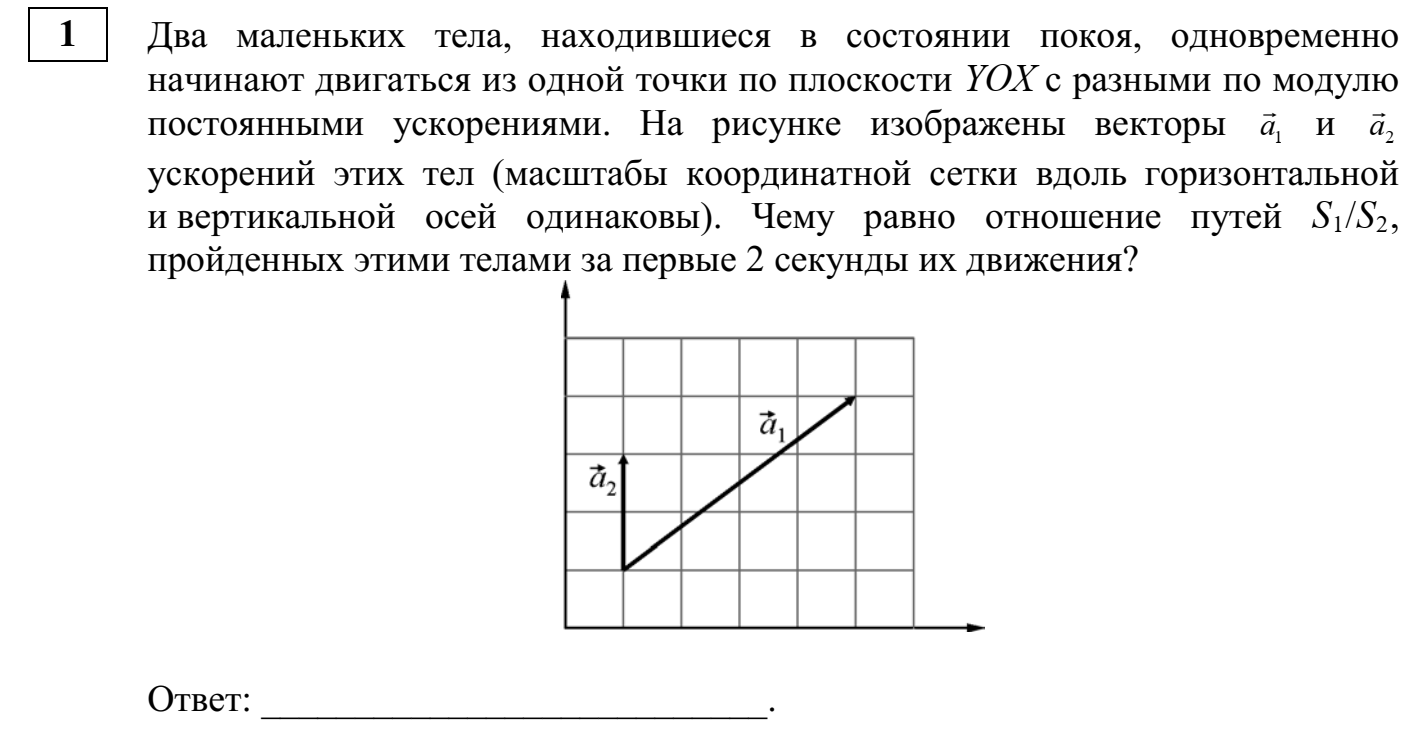 1
Два маленьких тела, находившиеся в состоянии покоя, одновременно
начинают двигаться из одной точки по плоскости YOX с разными по модулю
постоянными ускорениями. На рисунке изображены векторы a⃗₁ и a⃗₂
ускорений этих тел (масштабы координатной сетки вдоль горизонтальной
и вертикальной осей одинаковы). Чему равно отношение путей S₁/S₂,
пройденных этими телами за первые 2 секунды их движения?
a⃗₁
a⃗₂
Ответ: ___________________________.